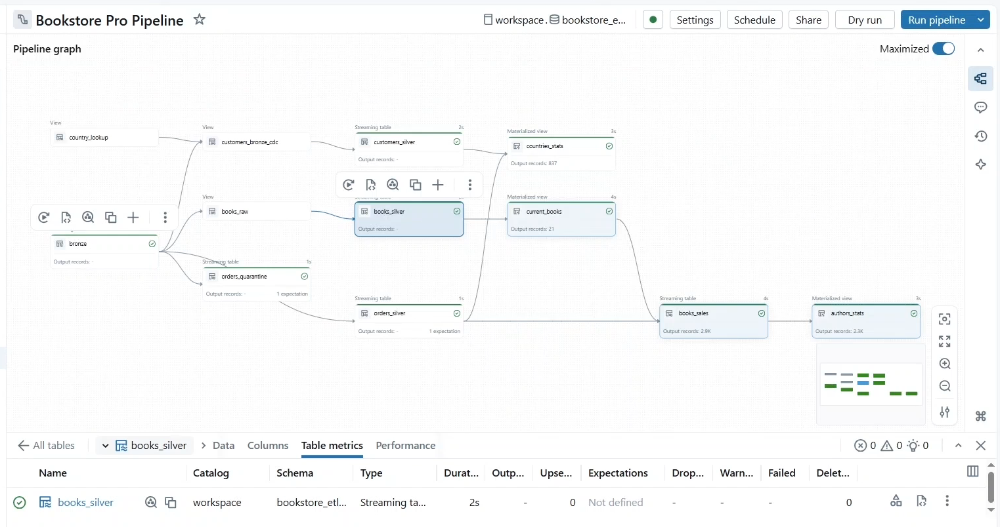 Bookstore Pro Pipeline
workspace. bookstore_e...
Settings
Schedule
Share
Dry run
Run pipeline
Pipeline graph
Maximized
View
country_lookup
View
customers_bronze_cdc
Streaming table 2s
customers_silver
Output records: -
Materialized view 3s
countries_stats
Output records: 837
View
books_raw
books_silver
Output records: -
Materialized view 4s
current_books
Output records: 21
bronze
Output records: -
Streaming table 1s
orders_quarantine
Output records: - 1 expectation
Streaming table 1s
orders_silver
Output records: - 1 expectation
Streaming table 4s
books_sales
Output records: 2.9K
Materialized view 3s
authors_stats
Output records: 2.3K
All tables
books_silver
Data
Columns
Table metrics
Performance
0 0 0
Name Catalog Schema Type Durat... Outp... Upse... Expectations Drop... Warn... Failed Delet...
books_silver workspace bookstore_etl... Streaming ta... 2s - 0 Not defined - - - 0